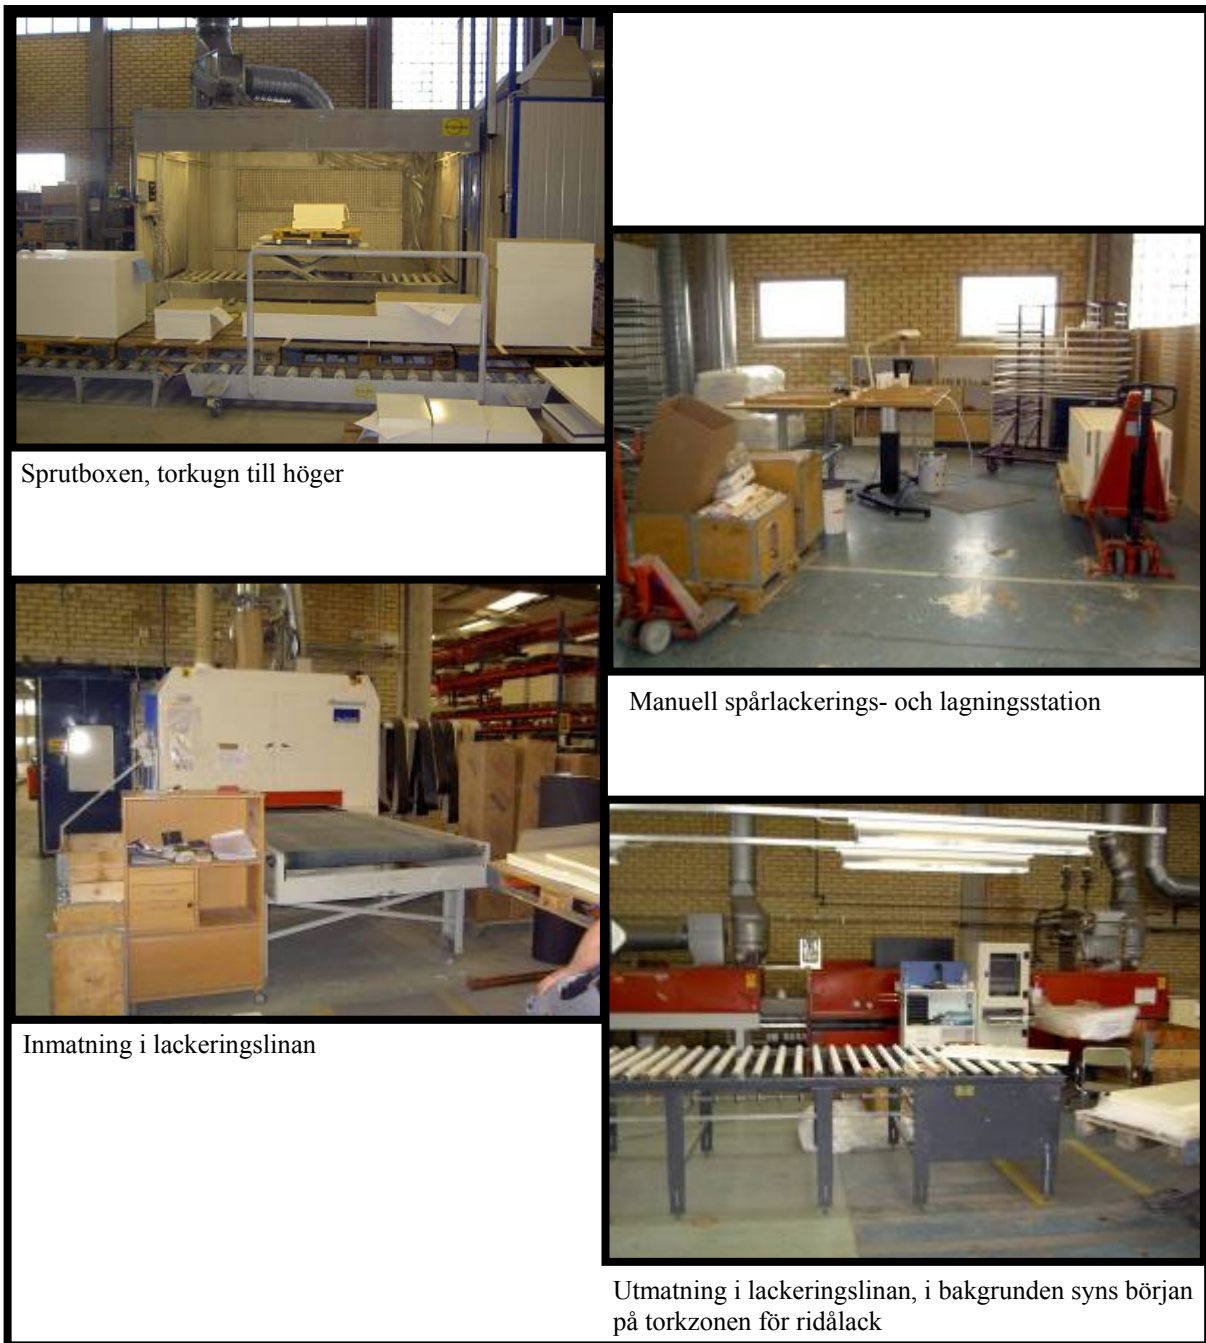 Sprutboxen, torkugn till höger
Manuell spårlackerings- och lagningsstation
Inmatning i lackeringslinan
Utmatning i lackeringslinan, i bakgrunden syns början
på torkzonen för ridålack